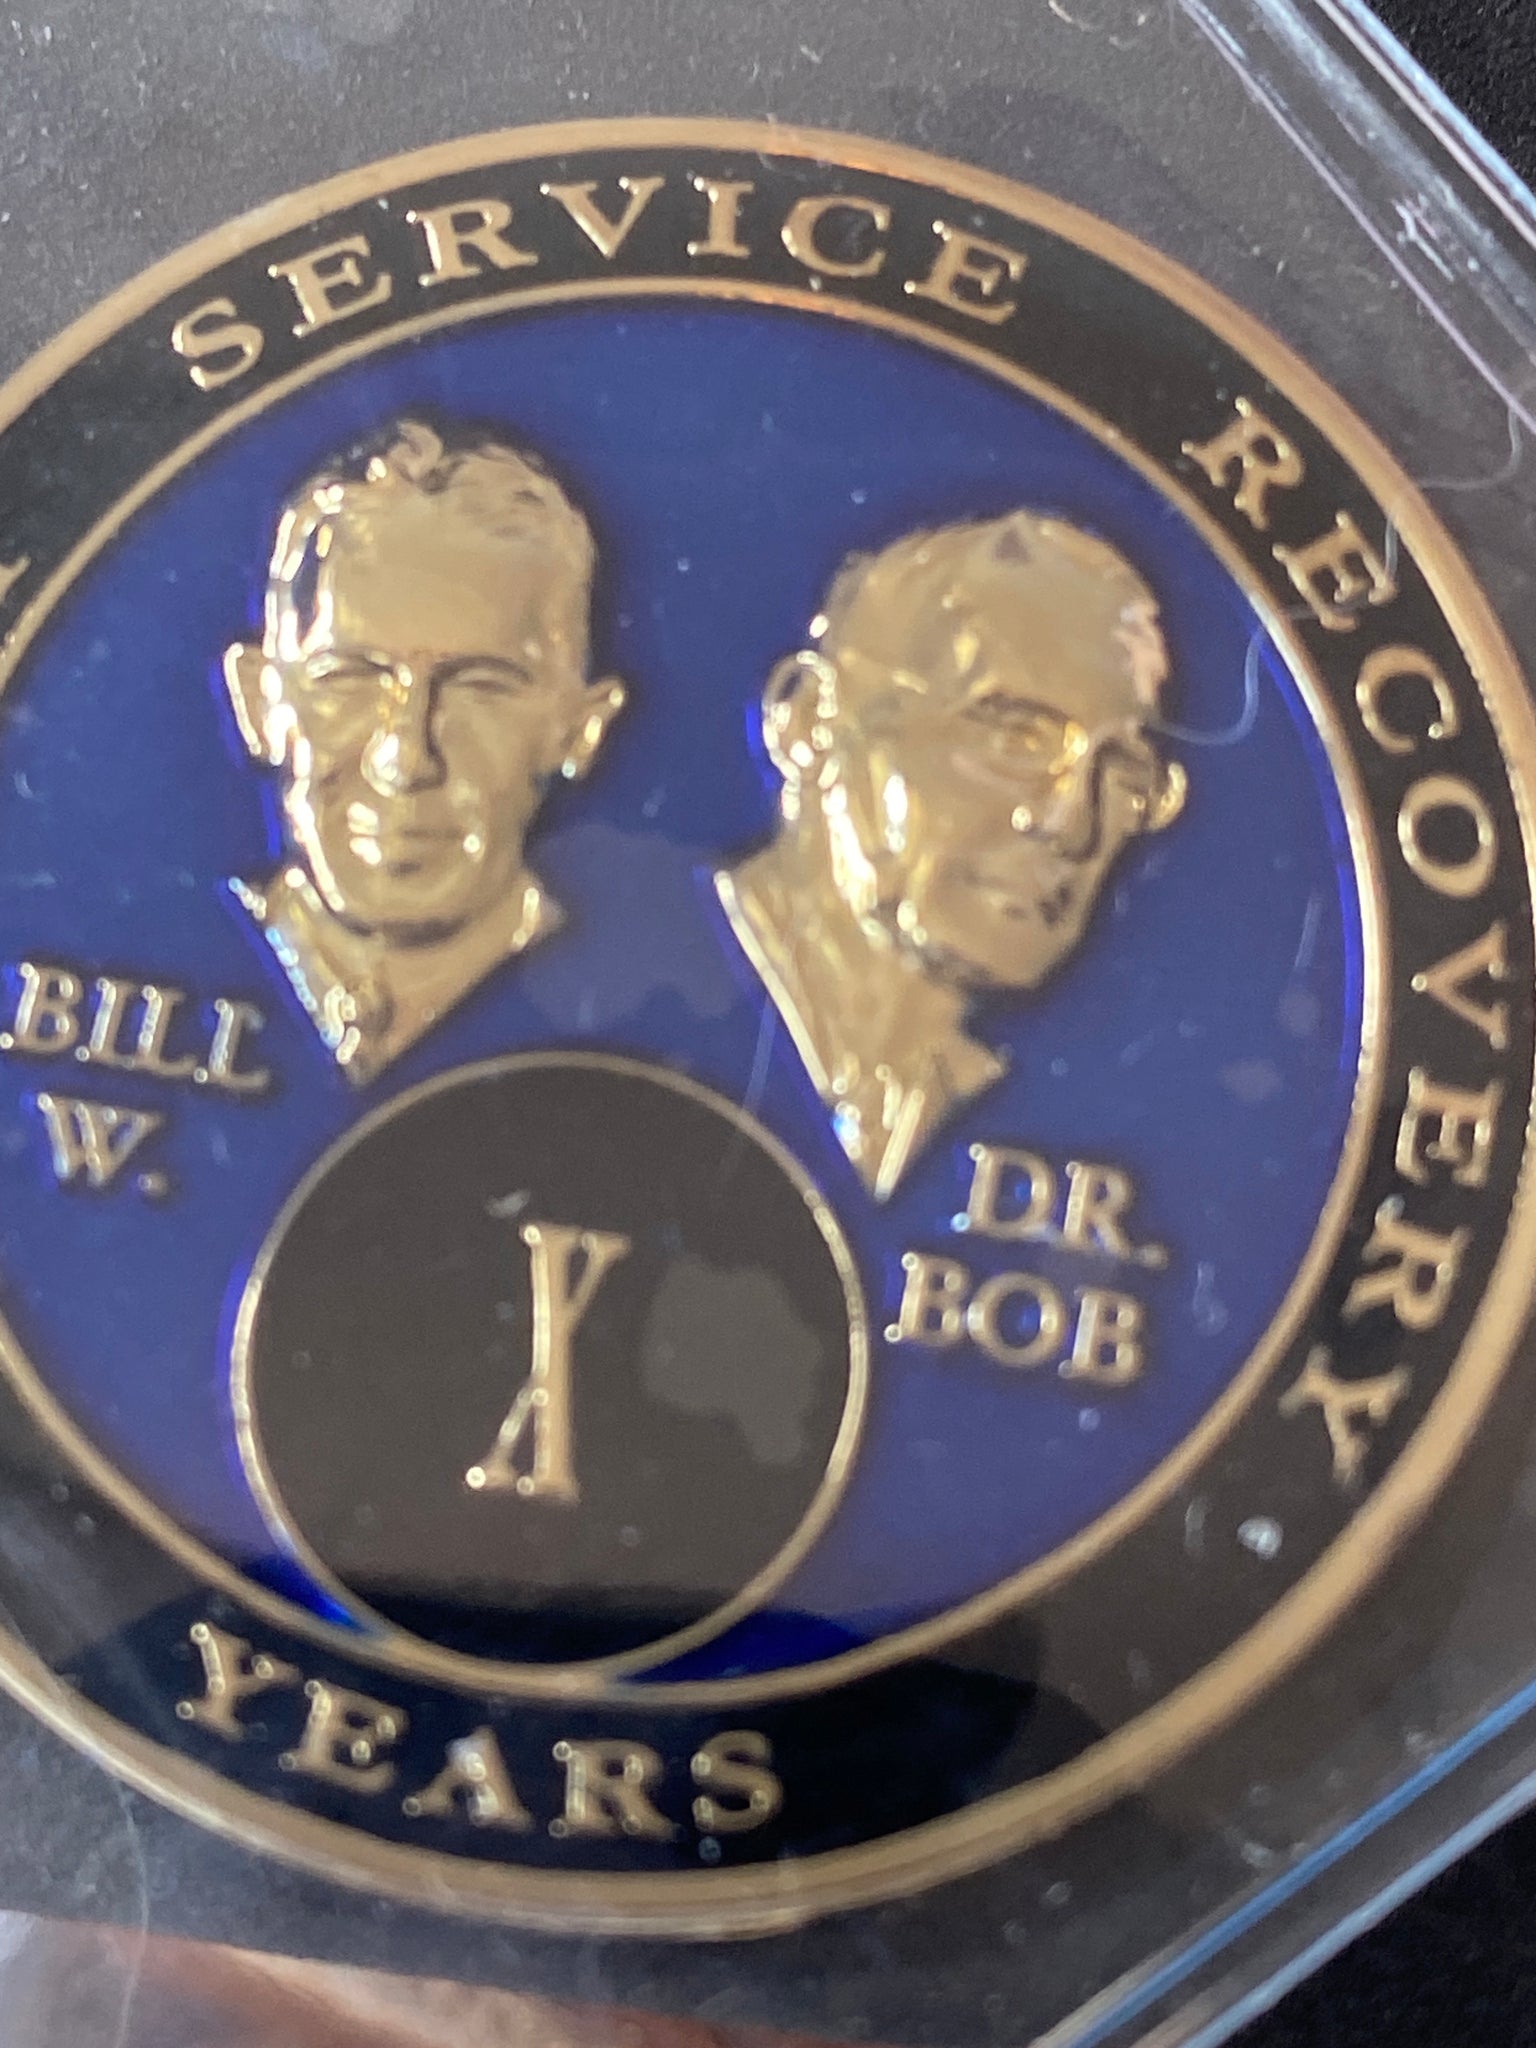 SERVICE RECOVERY
BILL
W.
DR.
BOB
X
YEARS